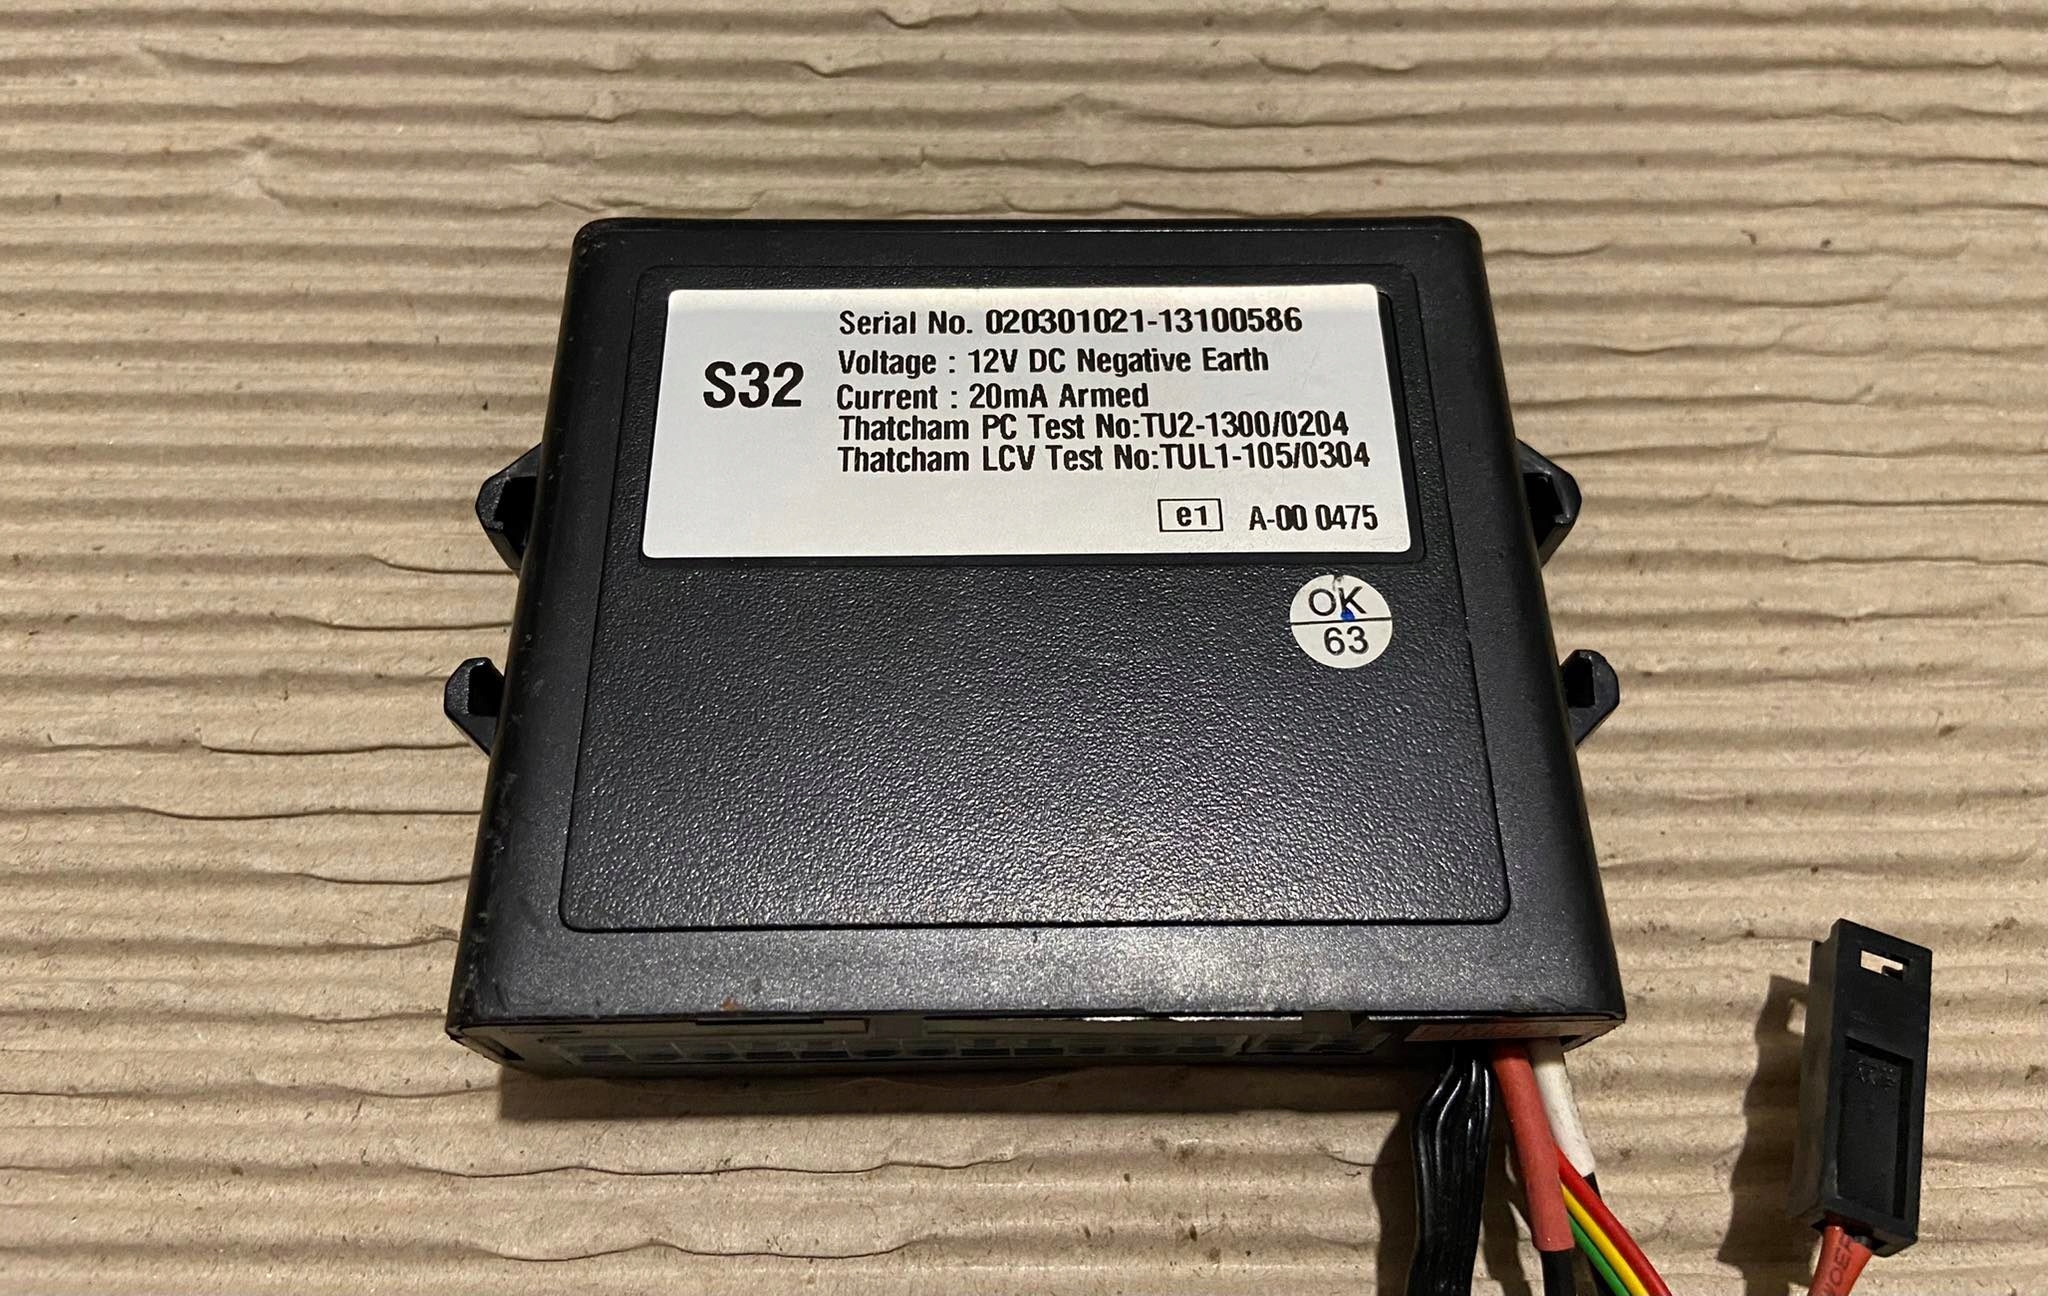 S32
Serial No. 020301021-13100586
Voltage : 12V DC Negative Earth
Current : 20mA Armed
Thatcham PC Test No:TU2-1300/0204
Thatcham LCV Test No:TUL1-105/0304
e1 A-00 0475
OK
63